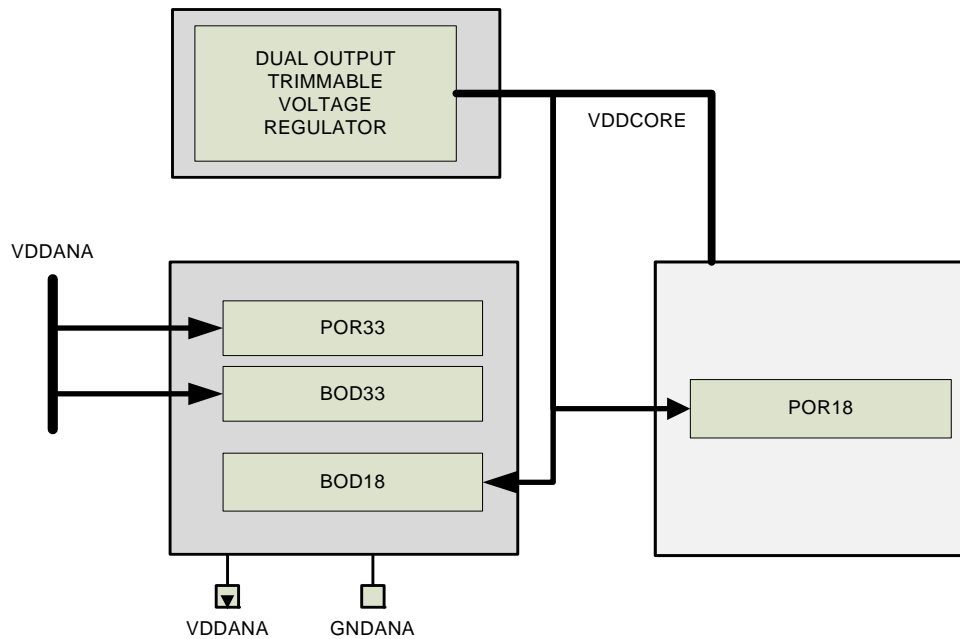 DUAL OUTPUT
TRIMMABLE
VOLTAGE
REGULATOR
VDDCORE
VDDANA
POR33
BOD33
BOD18
POR18
VDDANA
GNDANA